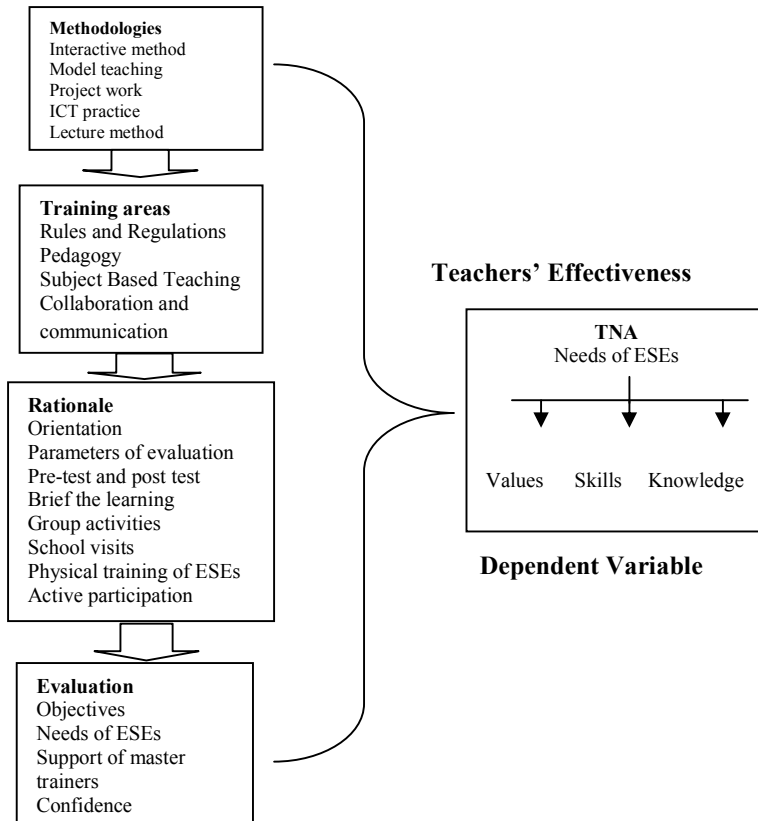 Methodologies
Interactive method
Model teaching
Project work
ICT practice
Lecture method
Training areas
Rules and Regulations
Pedagogy
Subject Based Teaching
Collaboration and
communication
Rationale
Orientation
Parameters of evaluation
Pre-test and post test
Brief the learning
Group activities
School visits
Physical training of ESEs
Active participation
Evaluation
Objectives
Needs of ESEs
Support of master
trainers
Confidence
Teachers’ Effectiveness
TNA
Needs of ESEs
Values Skills Knowledge
Dependent Variable